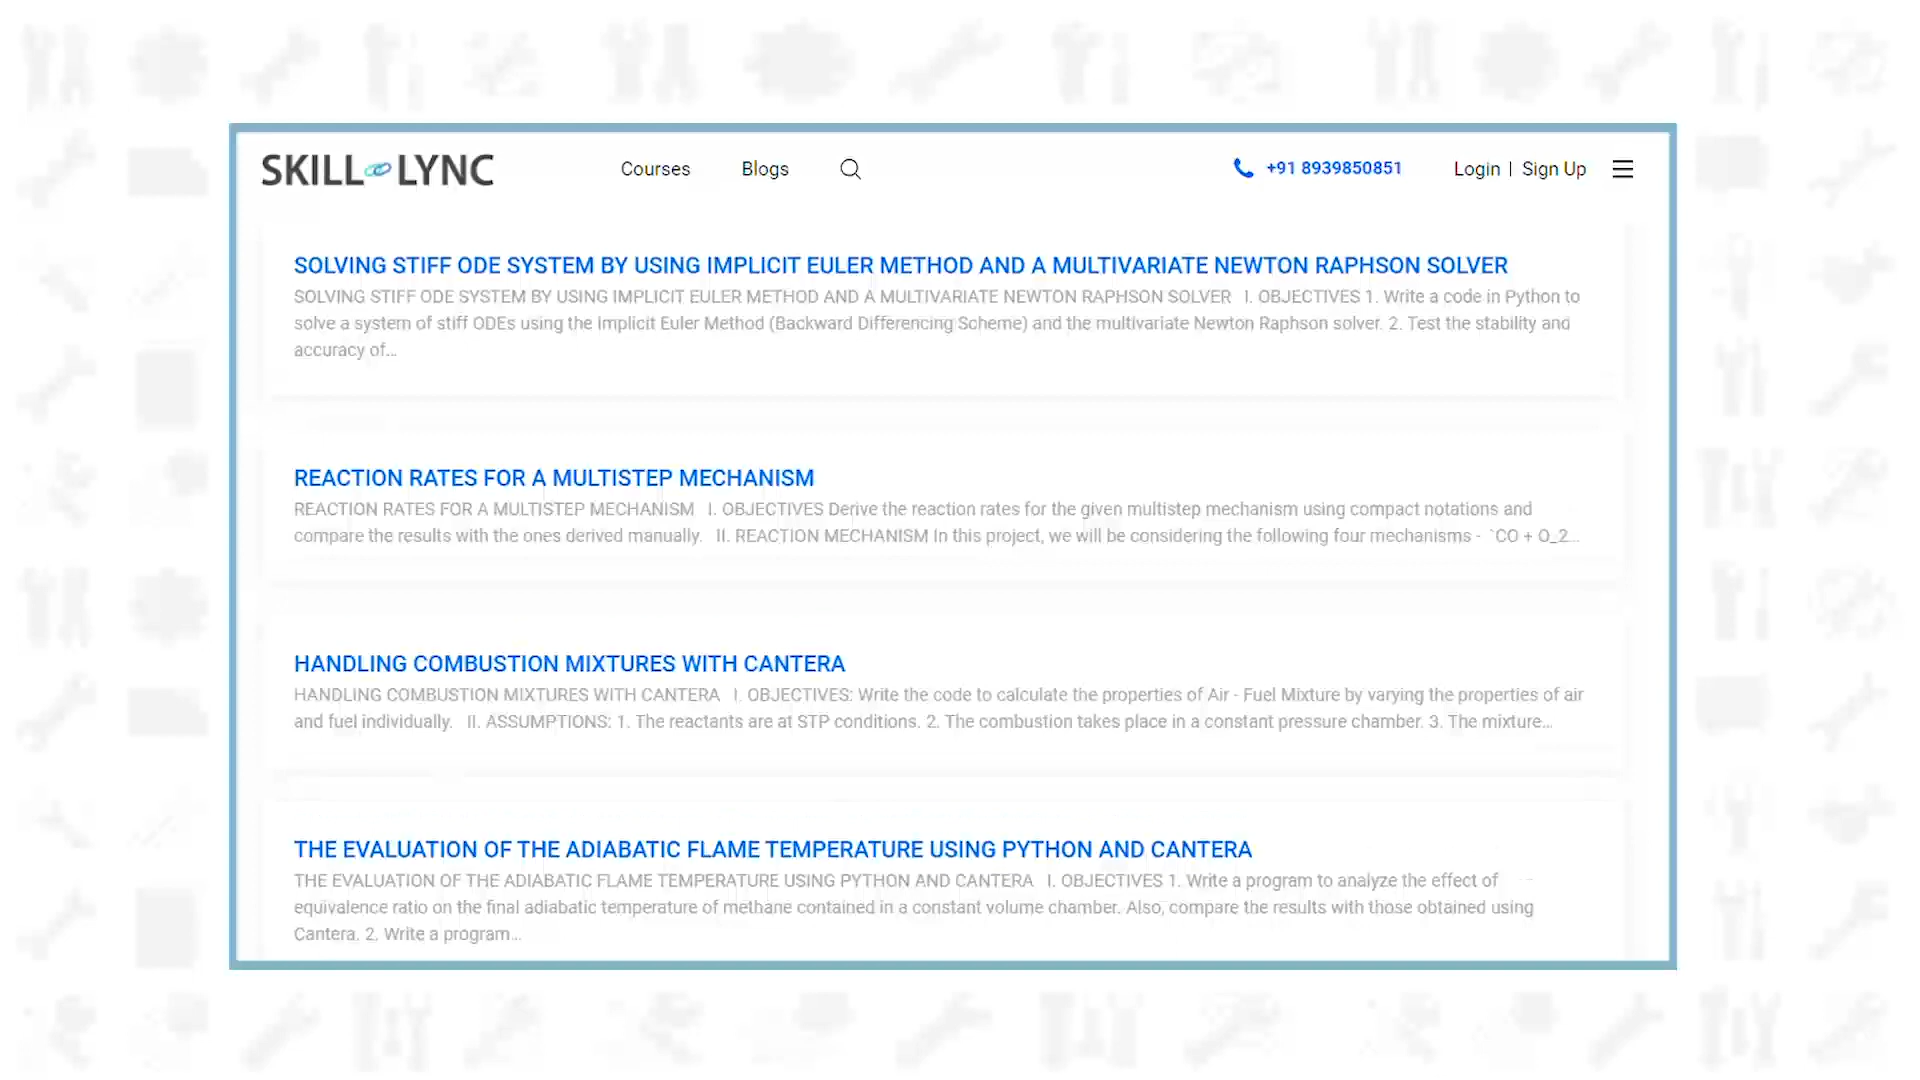 SKILL LYNC
Courses
Blogs
+91 8939850851
Login | Sign Up
SOLVING STIFF ODE SYSTEM BY USING IMPLICIT EULER METHOD AND A MULTIVARIATE NEWTON RAPHSON SOLVER
SOLVING STIFF ODE SYSTEM BY USING IMPLICIT EULER METHOD AND A MULTIVARIATE NEWTON RAPHSON SOLVER I. OBJECTIVES 1. Write a code in Python to
solve a system of stiff ODEs using the Implicit Euler Method (Backward Differencing Scheme) and the multivariate Newton Raphson solver. 2. Test the stability and
accuracy of...
REACTION RATES FOR A MULTISTEP MECHANISM
REACTION RATES FOR A MULTISTEP MECHANISM I. OBJECTIVES Derive the reaction rates for the given multistep mechanism using compact notations and
compare the results with the ones derived manually. II. REACTION MECHANISM In this project, we will be considering the following four mechanisms - `CO + O_2...
HANDLING COMBUSTION MIXTURES WITH CANTERA
HANDLING COMBUSTION MIXTURES WITH CANTERA I. OBJECTIVES: Write the code to calculate the properties of Air - Fuel Mixture by varying the properties of air
and fuel individually. II. ASSUMPTIONS: 1. The reactants are at STP conditions. 2. The combustion takes place in a constant pressure chamber. 3. The mixture...
THE EVALUATION OF THE ADIABATIC FLAME TEMPERATURE USING PYTHON AND CANTERA
THE EVALUATION OF THE ADIABATIC FLAME TEMPERATURE USING PYTHON AND CANTERA I. OBJECTIVES 1. Write a program to analyze the effect of
equivalence ratio on the final adiabatic temperature of methane contained in a constant volume chamber. Also, compare the results with those obtained using
Cantera. 2. Write a program...